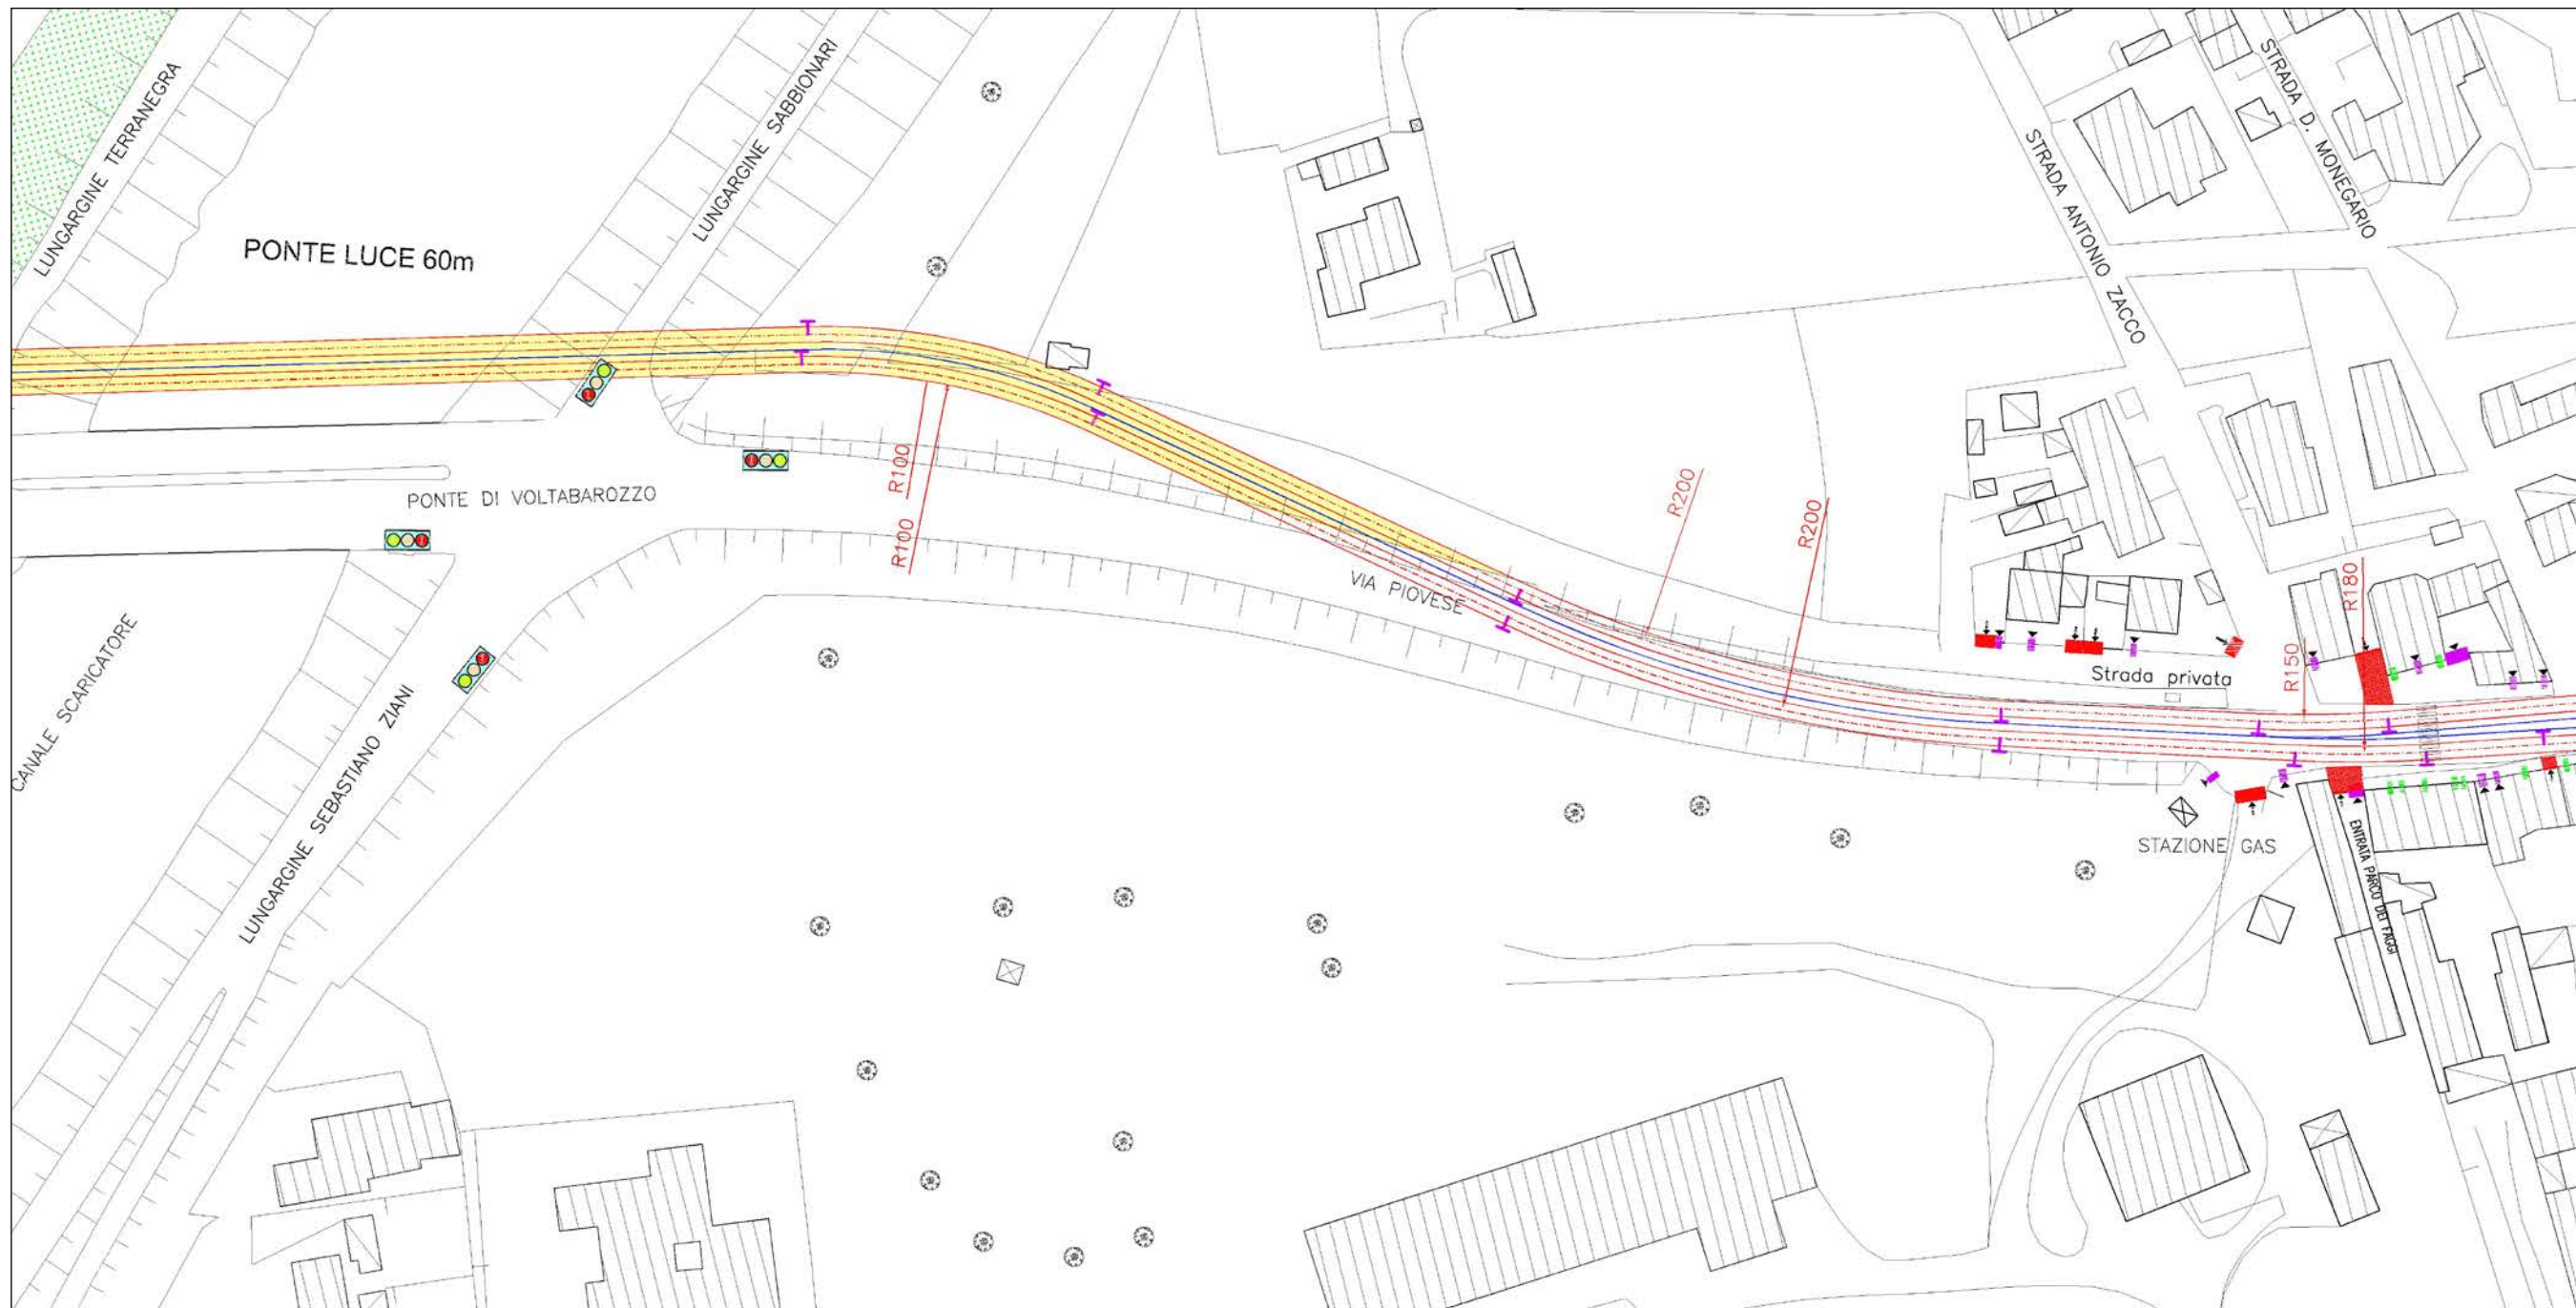 LUNGARGINE TERRANEGRA
LUNGARGINE SABBIONARI
STRADA D. MONEGARIO
STRADA ANTONIO ZACCO
PONTE LUCE 60m
R100
R100
R200
R200
PONTE DI VOLTABAROZZO
VIA PIOVESE
R180
R150
Strada privata
CANALE SCARICATORE
LUNGARGINE SEBASTIANO ZIANI
STAZIONE GAS
ENTRATA PARCO DEI FAGGI